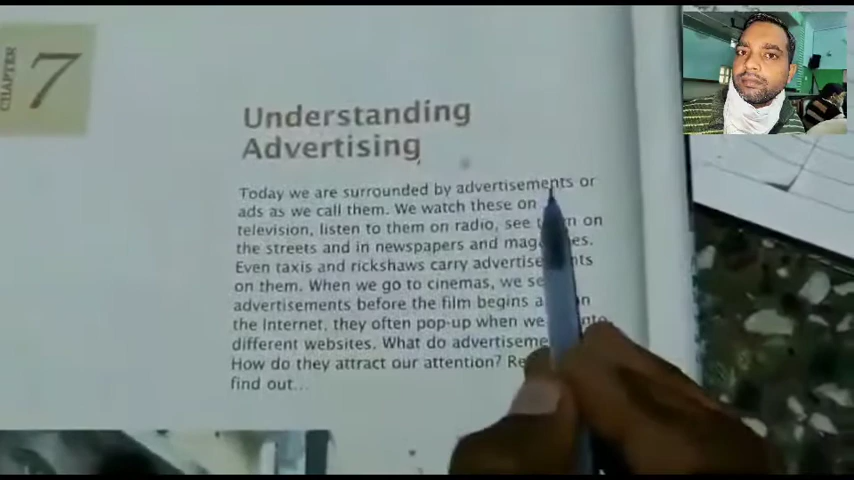 CHAPTER
7
Understanding
Advertising
Today we are surrounded by advertisements or
ads as we call them. We watch these on
television, listen to them on radio, see on
the streets and in newspapers and
Even taxis and rickshaws carry
on them. When we go to cinemas, we
advertisements before the film begins
the Internet, they often pop-up when we
different websites. What do
How do they attract our attention?
find out...